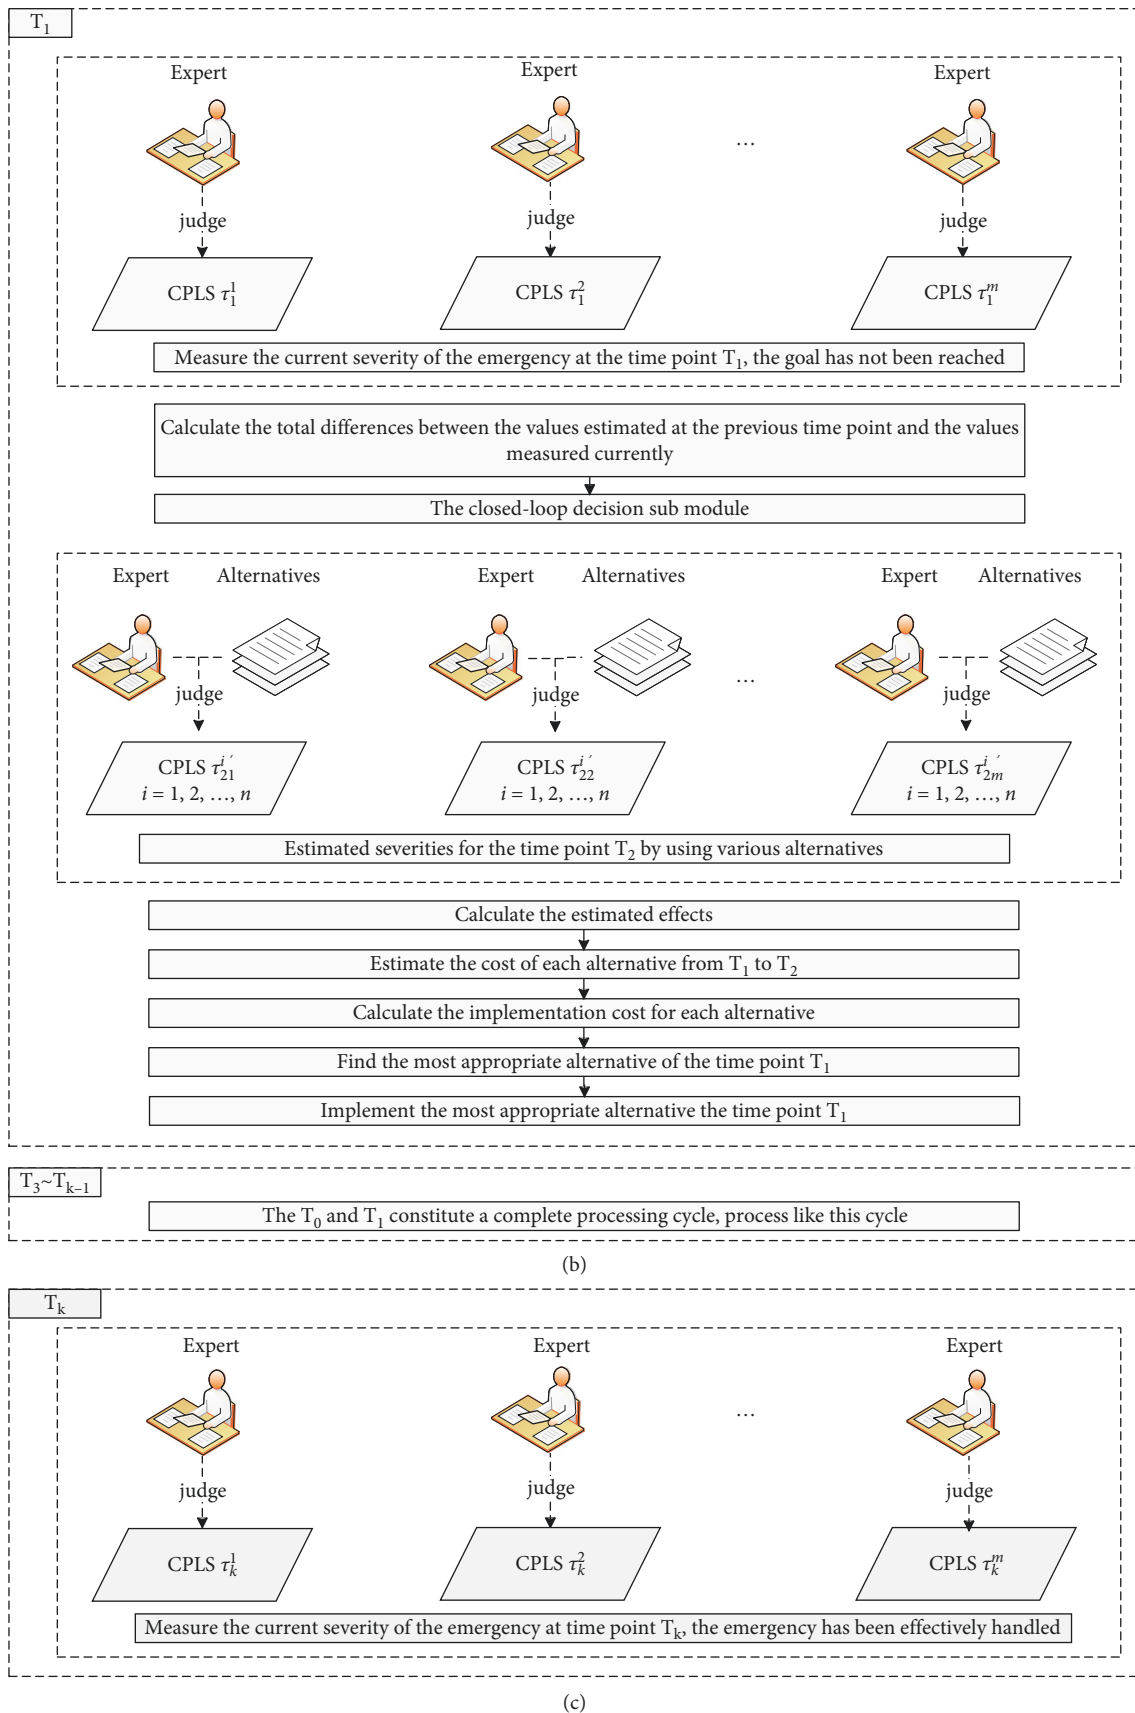 T₁
Expert Expert Expert
...
judge judge judge
CPLS τ₁¹ CPLS τ₁² CPLS τ₁ᵐ
Measure the current severity of the emergency at the time point T₁, the goal has not been reached
Calculate the total differences between the values estimated at the previous time point and the values
measured currently
The closed-loop decision sub module
Expert Alternatives Expert Alternatives Expert Alternatives
...
judge judge judge
CPLS τ₂₁ⁱ′ CPLS τ₂₂ⁱ′ CPLS τ₂ₘⁱ′
i = 1, 2, …, n i = 1, 2, …, n i = 1, 2, …, n
Estimated severities for the time point T₂ by using various alternatives
Calculate the estimated effects
Estimate the cost of each alternative from T₁ to T₂
Calculate the implementation cost for each alternative
Find the most appropriate alternative of the time point T₁
Implement the most appropriate alternative the time point T₁
T₃~Tₖ₋₁
The T₀ and T₁ constitute a complete processing cycle, process like this cycle
(b)
Tₖ
Expert Expert Expert
...
judge judge judge
CPLS τₖ¹ CPLS τₖ² CPLS τₖᵐ
Measure the current severity of the emergency at time point Tₖ, the emergency has been effectively handled
(c)